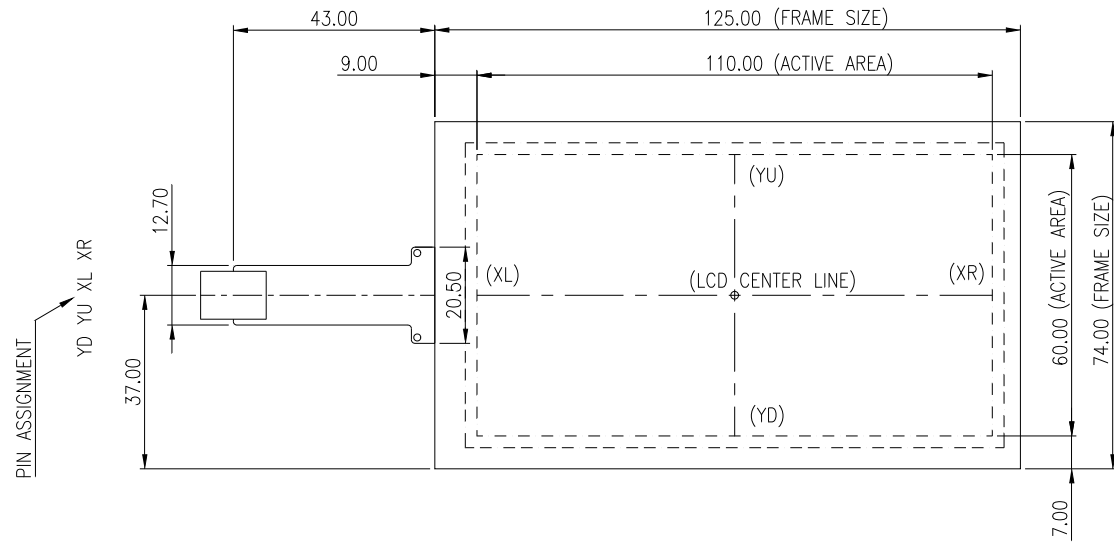 43.00
125.00 (FRAME SIZE)
9.00
110.00 (ACTIVE AREA)
(YU)
12.70
YD YU XL XR
PIN ASSIGNMENT
37.00
20.50
(XL)
(LCD CENTER LINE)
(XR)
60.00 (ACTIVE AREA)
74.00 (FRAME SIZE)
(YD)
7.00